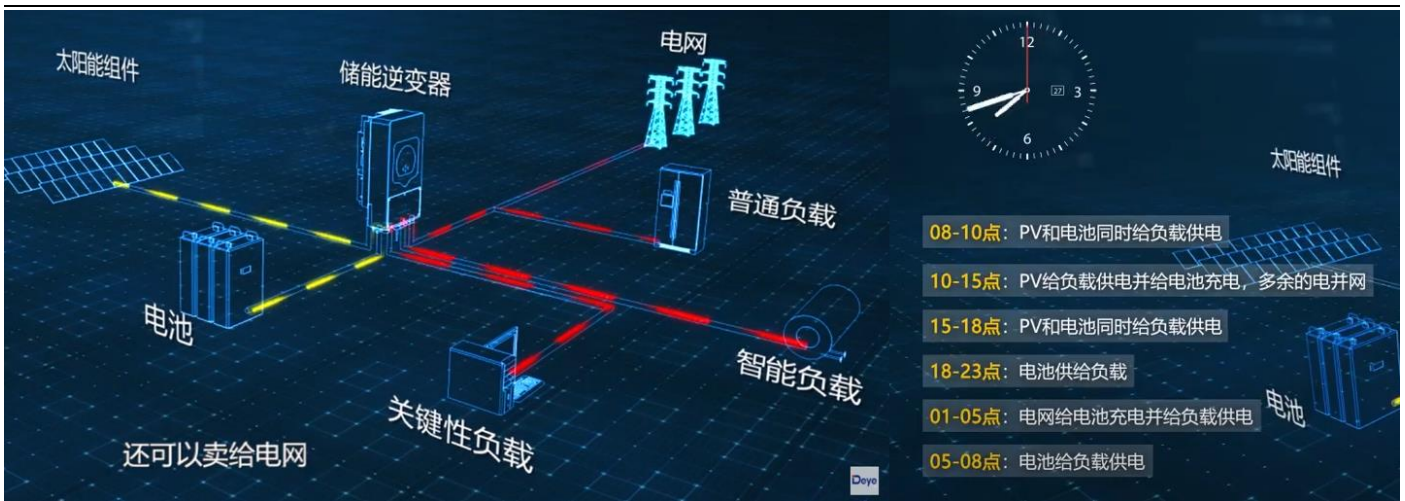 太阳能组件
储能逆变器
电网
普通负载
电池
智能负载
关键性负载
还可以卖给电网
Deye
12
9
27
3
6
太阳能组件
08-10点：PV和电池同时给负载供电
10-15点：PV给负载供电并给电池充电，多余的电并网
15-18点：PV和电池同时给负载供电
18-23点：电池供给负载
01-05点：电网给电池充电并给负载供电
05-08点：电池给负载供电
电池